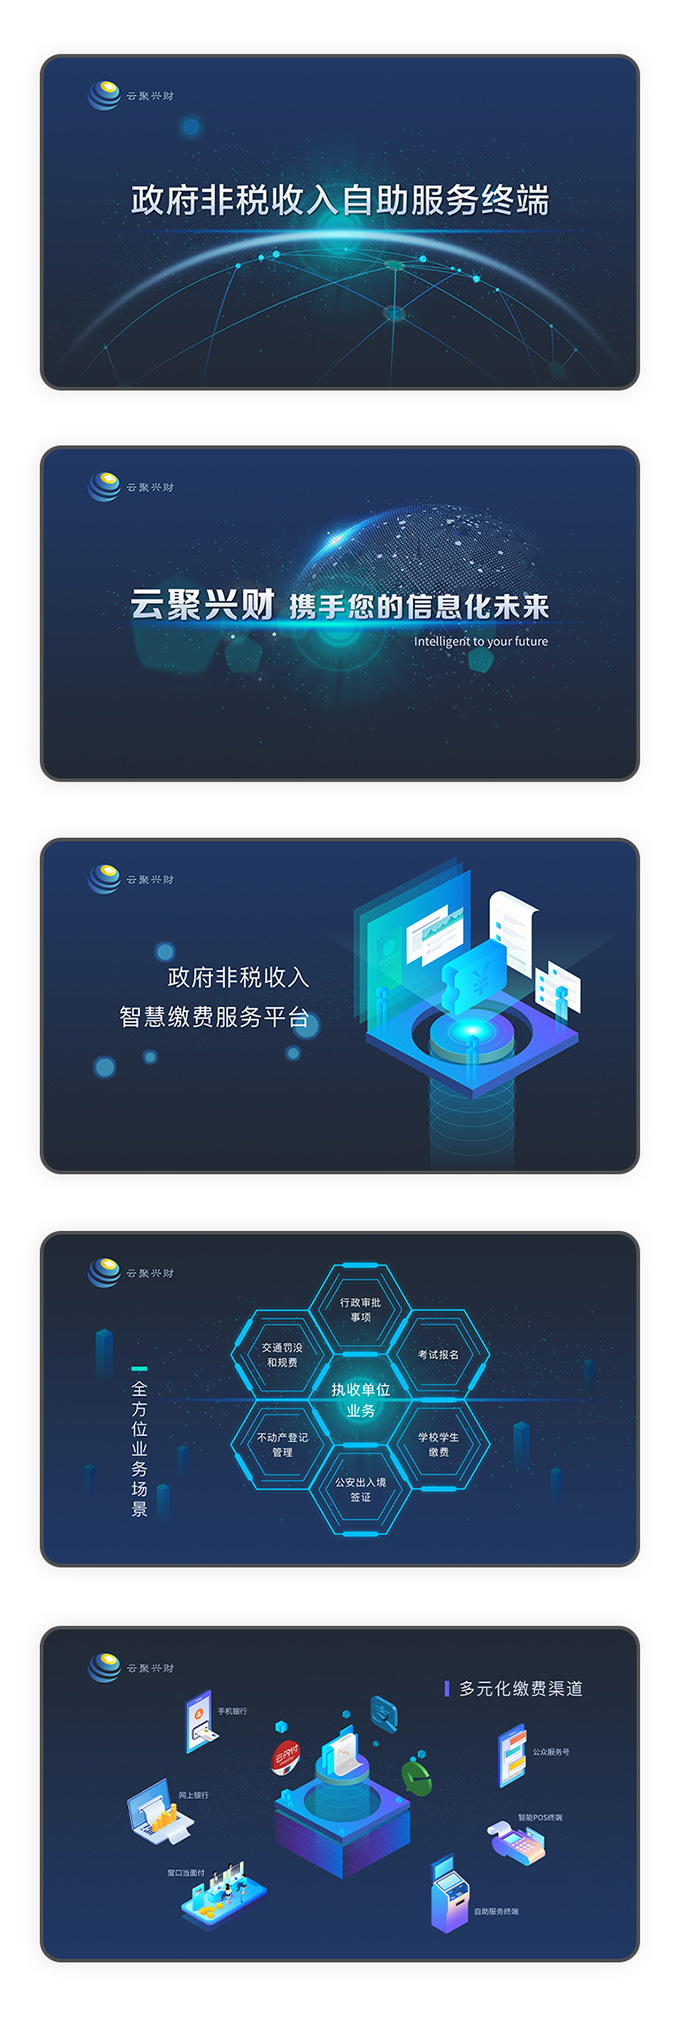 云聚兴财
政府非税收入自助服务终端
云聚兴财
云聚兴财 携手您的信息化未来
Intelligent to your future
云聚兴财
政府非税收入
智慧缴费服务平台
云聚兴财
全方位业务场景
行政审批
事项
交通罚没
和规费
考试报名
执收单位
业务
不动产登记
管理
学校学生
缴费
公安出入境
签证
云聚兴财
多元化缴费渠道
手机银行
云闪付
公众服务号
网上银行
智能POS终端
窗口当面付
自助服务终端